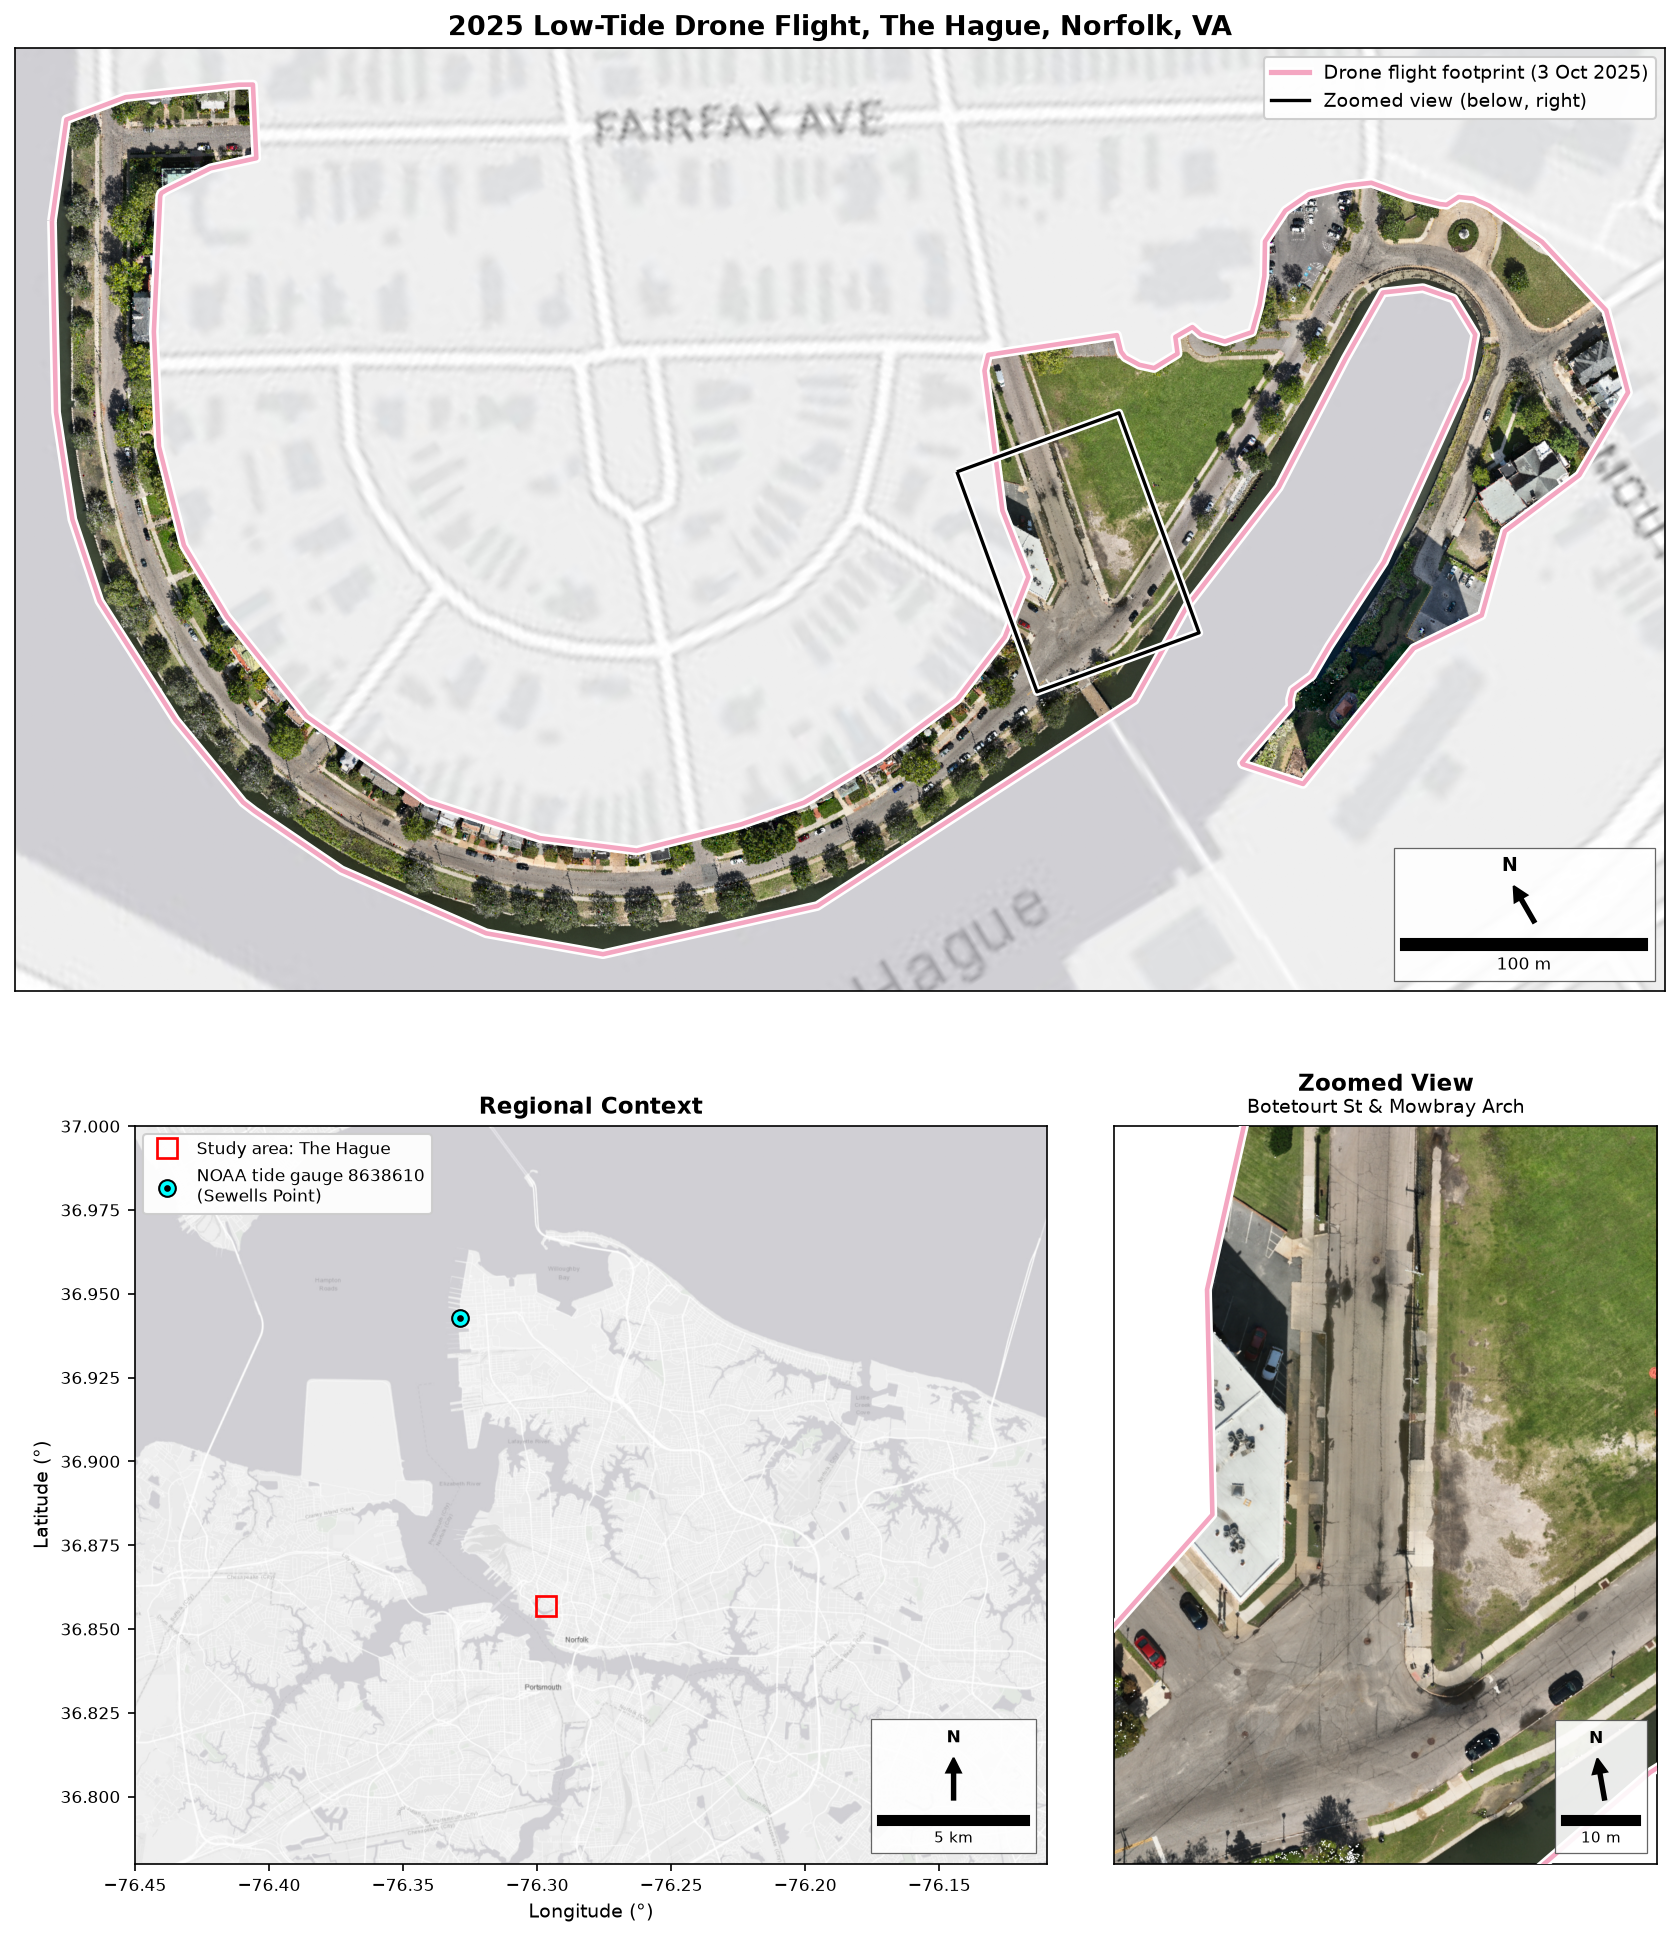 2025 Low-Tide Drone Flight, The Hague, Norfolk, VA
Drone flight footprint (3 Oct 2025)
Zoomed view (below, right)
FAIRFAX AVE
Hague
N
100 m
Regional Context
Study area: The Hague
NOAA tide gauge 8638610
(Sewells Point)
37.000
36.975
36.950
36.925
36.900
36.875
36.850
36.825
36.800
Latitude (°)
−76.45
−76.40
−76.35
−76.30
−76.25
−76.20
−76.15
Longitude (°)
Hampton
Roads
Willoughby
Bay
Norfolk
Portsmouth
N
5 km
Zoomed View
Botetourt St & Mowbray Arch
N
10 m